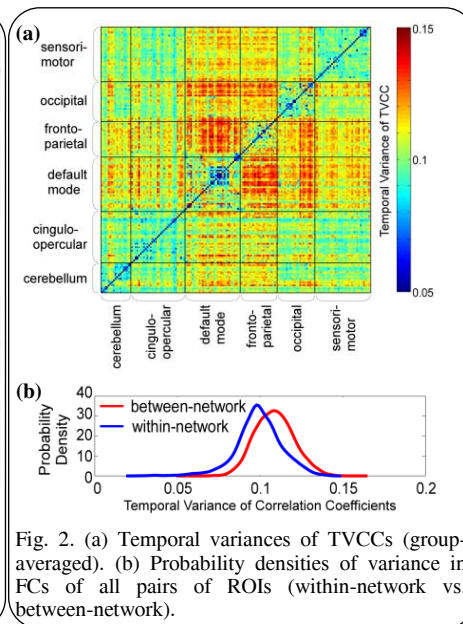 (a)
sensori-
motor
occipital
fronto-
parietal
default
mode
cingulo-
opercular
cerebellum
cerebellum
cingulo-
opercular
default
mode
fronto-
parietal
occipital
sensori-
motor
0.15
0.1
0.05
Temporal Variance of TVCC
(b)
Probability
Density
40
30
20
10
0
between-network
within-network
0 0.05 0.1 0.15 0.2
Temporal Variance of Correlation Coefficients
Fig. 2. (a) Temporal variances of TVCCs (group-
averaged). (b) Probability densities of variance in
FCs of all pairs of ROIs (within-network vs.
between-network).